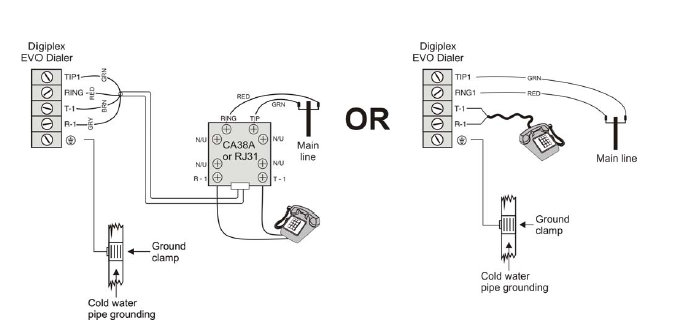 Digiplex
EVO Dialer
TIP1
GRN
RING
RED
T-1
BRN
R-1
GRY
RED
GRN
RING
TIP
N/U
N/U
CA38A
or RJ31
N/U
N/U
R - 1
T - 1
Main
line
Ground
clamp
Cold water
pipe grounding
OR
Digiplex
EVO Dialer
TIP1
GRN
RING1
RED
T-1
R-1
Main line
Ground
clamp
Cold water
pipe grounding